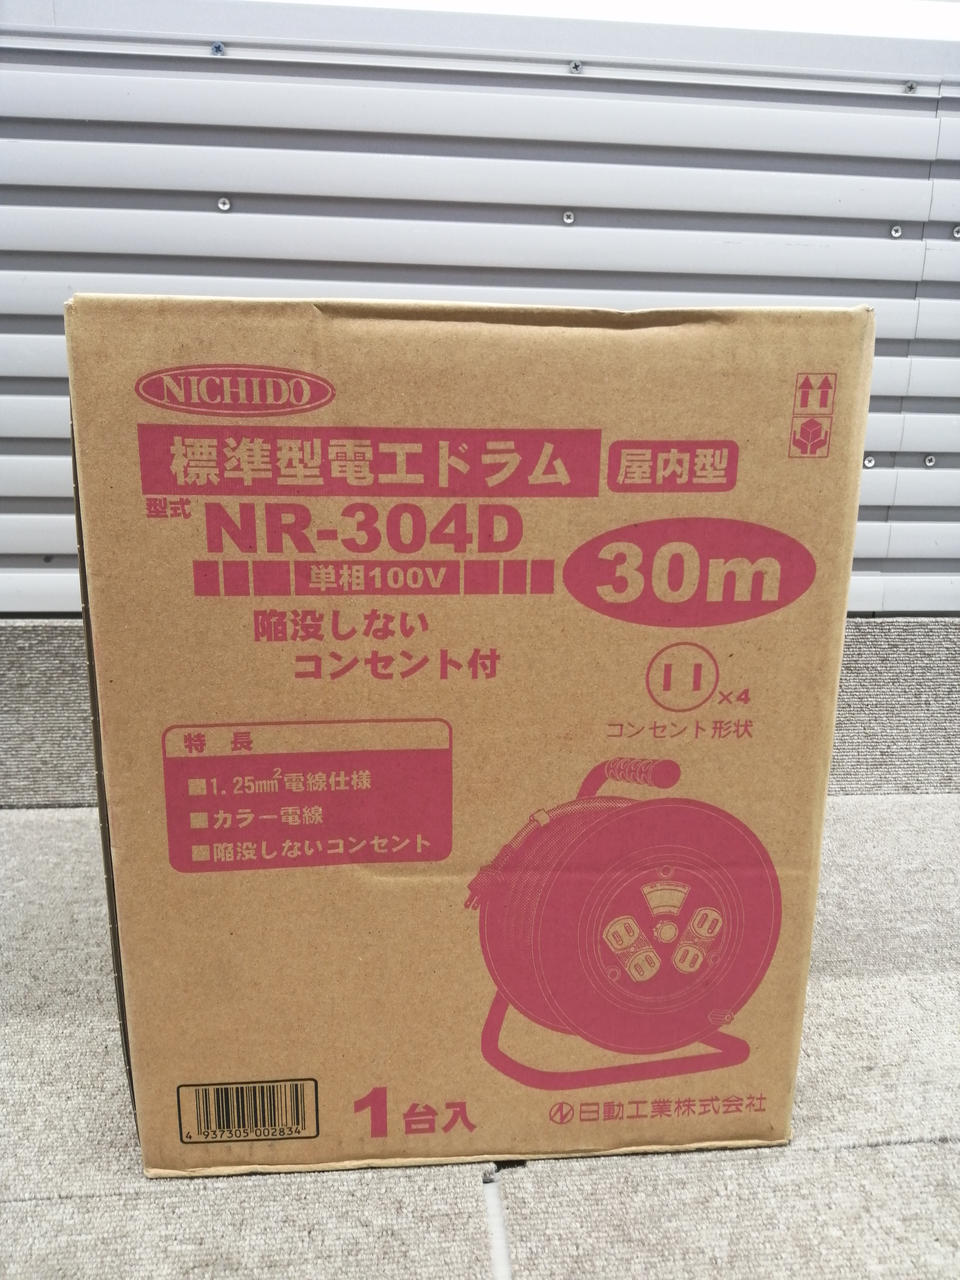 NICHIDO
標準型電工ドラム 屋内型
型式 NR-304D
単相100V
30m
陥没しない
コンセント付
×4
コンセント形状
特長
■1.25mm²電線仕様
■カラー電線
■陥没しないコンセント
4 937305 002834
1台入
日動工業株式会社